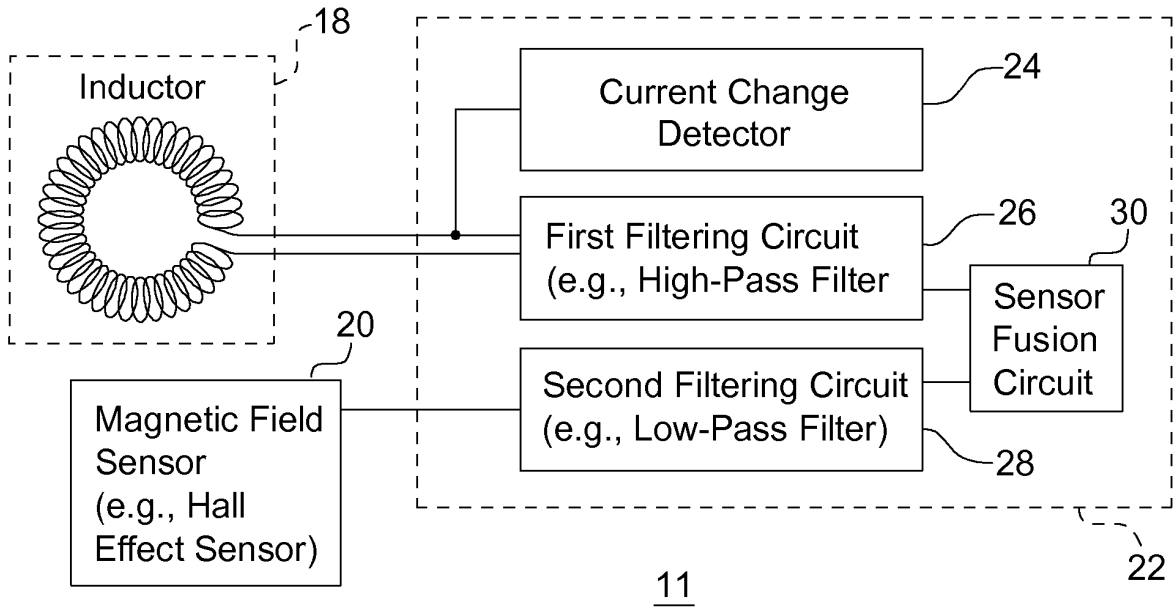 18
Inductor
Current Change
Detector
24
First Filtering Circuit
(e.g., High-Pass Filter
26
30
Sensor
Fusion
Circuit
20
Magnetic Field
Sensor
(e.g., Hall
Effect Sensor)
Second Filtering Circuit
(e.g., Low-Pass Filter)
28
22
11